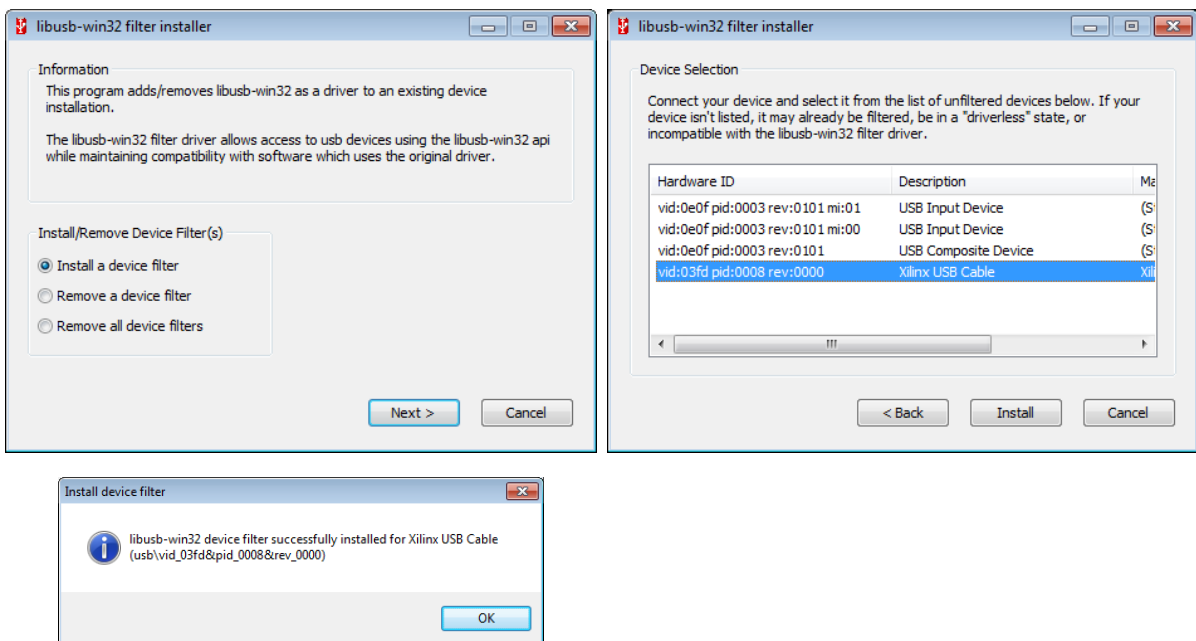 libusb-win32 filter installer
Information
This program adds/removes libusb-win32 as a driver to an existing device
installation.
The libusb-win32 filter driver allows access to usb devices using the libusb-win32 api
while maintaining compatibility with software which uses the original driver.
Install/Remove Device Filter(s)
Install a device filter
Remove a device filter
Remove all device filters
Next >
Cancel
libusb-win32 filter installer
Device Selection
Connect your device and select it from the list of unfiltered devices below. If your
device isn't listed, it may already be filtered, be in a "driverless" state, or
incompatible with the libusb-win32 filter driver.
Hardware ID Description
vid:0e0f pid:0003 rev:0101 mi:01 USB Input Device
vid:0e0f pid:0003 rev:0101 mi:00 USB Input Device
vid:0e0f pid:0003 rev:0101 USB Composite Device
vid:03fd pid:0008 rev:0000 Xilinx USB Cable
< Back
Install
Cancel
Install device filter
libusb-win32 device filter successfully installed for Xilinx USB Cable
(usb\vid_03fd&pid_0008&rev_0000)
OK